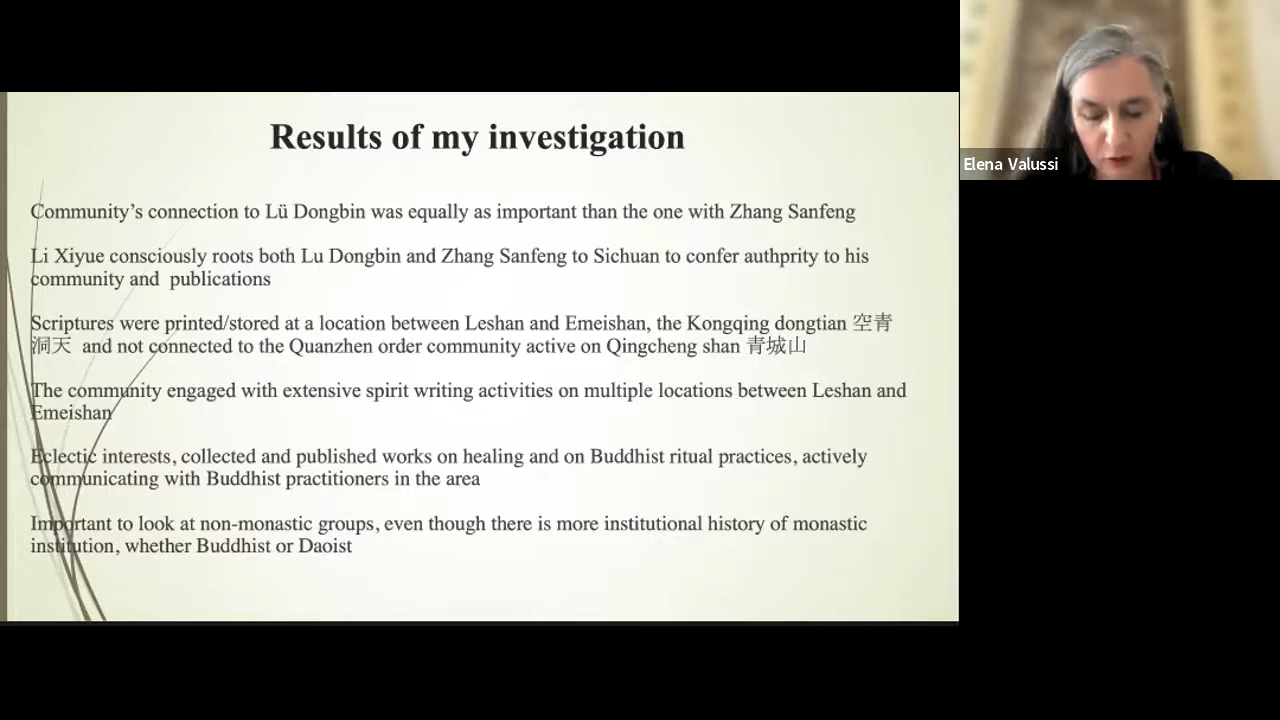 Results of my investigation
Community's connection to Lü Dongbin was equally as important than the one with Zhang Sanfeng
Li Xiyue consciously roots both Lu Dongbin and Zhang Sanfeng to Sichuan to confer authprity to his
community and  publications
Scriptures were printed/stored at a location between Leshan and Emeishan, the Kongqing dongtian 空青
洞天  and not connected to the Quanzhen order community active on Qingcheng shan 青城山
The community engaged with extensive spirit writing activities on multiple locations between Leshan and
Emeishan
Eclectic interests, collected and published works on healing and on Buddhist ritual practices, actively
communicating with Buddhist practitioners in the area
Important to look at non-monastic groups, even though there is more institutional history of monastic
institution, whether Buddhist or Daoist
Elena Valussi